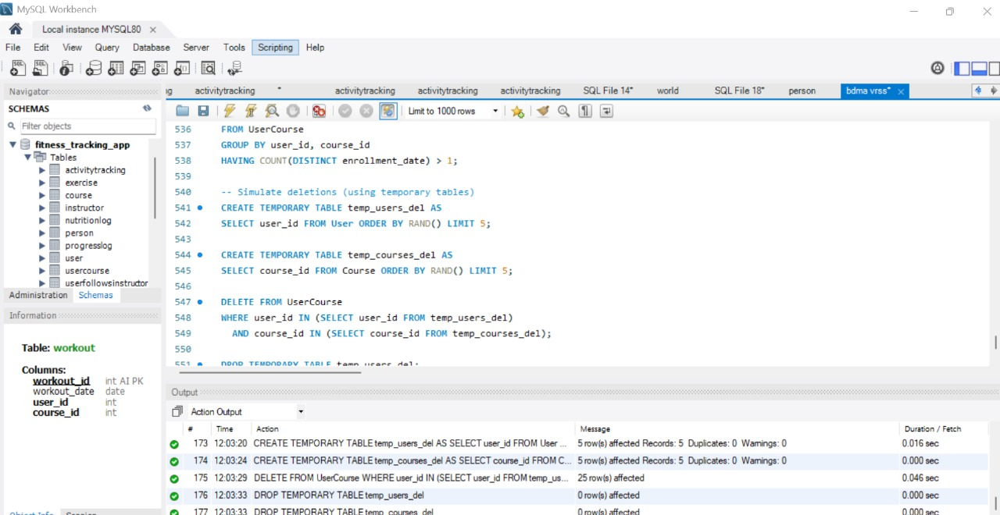 MySQL Workbench
Local instance MYSQL80
File Edit View Query Database Server Tools Scripting Help
Navigator
SCHEMAS
Filter objects
fitness_tracking_app
Tables
activitytracking
exercise
course
instructor
nutritionlog
person
progresslog
user
usercourse
userfollowsinstructor
Administration Schemas
Information
Table: workout
Columns:
workout_id int AI PK
workout_date date
user_id int
course_id int
activitytracking * activitytracking activitytracking activitytracking SQL File 14* world SQL File 18* person bdma vrss*
Limit to 1000 rows
536 FROM UserCourse
537 GROUP BY user_id, course_id
538 HAVING COUNT(DISTINCT enrollment_date) > 1;
539
540 -- Simulate deletions (using temporary tables)
541 CREATE TEMPORARY TABLE temp_users_del AS
542 SELECT user_id FROM User ORDER BY RAND() LIMIT 5;
543
544 CREATE TEMPORARY TABLE temp_courses_del AS
545 SELECT course_id FROM Course ORDER BY RAND() LIMIT 5;
546
547 DELETE FROM UserCourse
548 WHERE user_id IN (SELECT user_id FROM temp_users_del)
549 AND course_id IN (SELECT course_id FROM temp_courses_del);
550
551 DROP TEMPORARY TABLE temp_users_del;
Output
Action Output
# Time Action Message Duration / Fetch
173 12:03:20 CREATE TEMPORARY TABLE temp_users_del AS SELECT user_id FROM User ... 5 row(s) affected Records: 5 Duplicates: 0 Warnings: 0 0.016 sec
174 12:03:24 CREATE TEMPORARY TABLE temp_courses_del AS SELECT course_id FROM C... 5 row(s) affected Records: 5 Duplicates: 0 Warnings: 0 0.000 sec
175 12:03:29 DELETE FROM UserCourse WHERE user_id IN (SELECT user_id FROM temp_us... 25 row(s) affected 0.046 sec
176 12:03:33 DROP TEMPORARY TABLE temp_users_del 0 row(s) affected 0.000 sec
177 12:03:33 DROP TEMPORARY TABLE temp_courses_del 0 row(s) affected 0.000 sec
Object Info Session